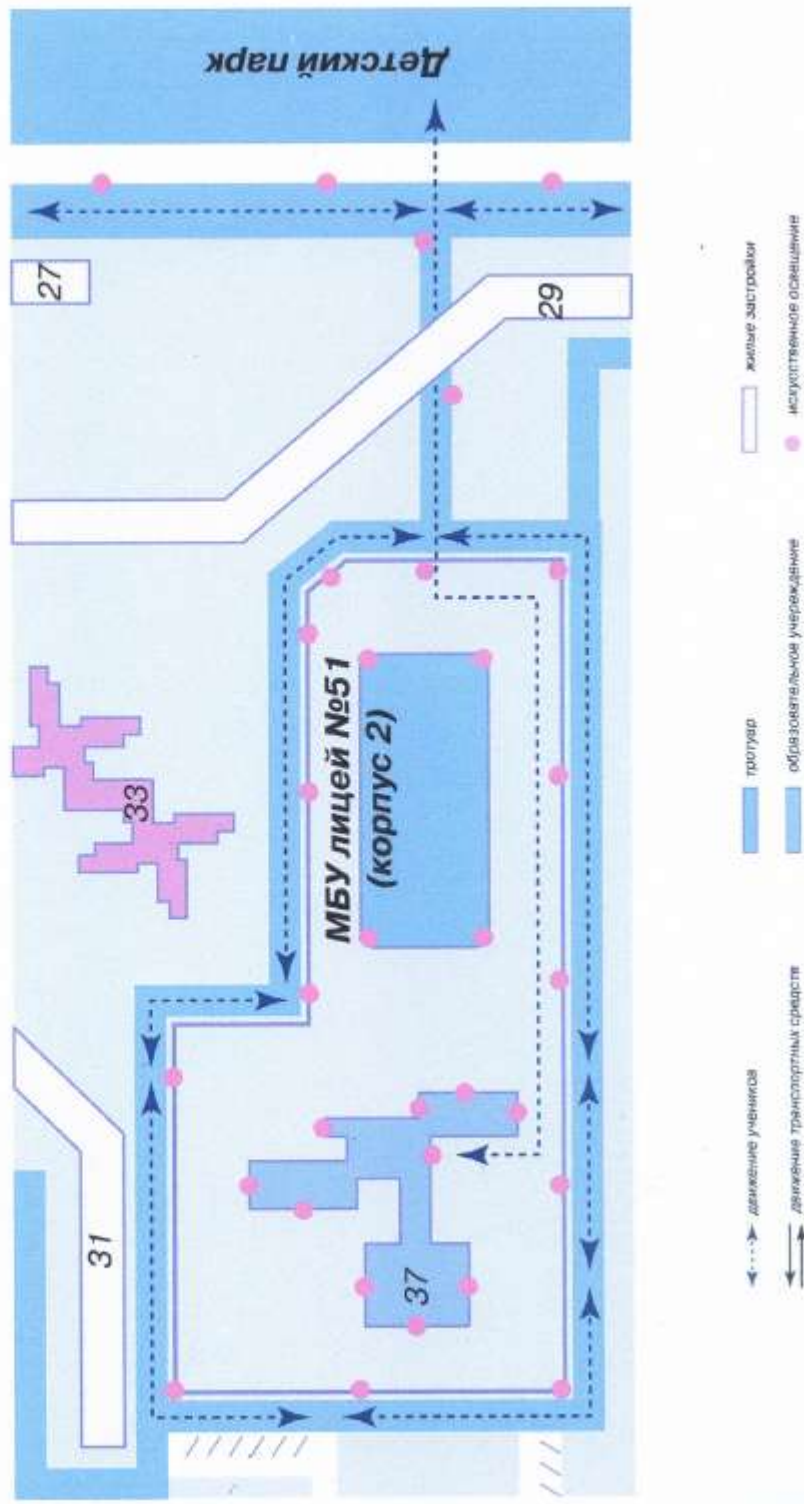 Детский парк
27
29
33
31
МБУ лицей №51
(корпус 2)
37
движение учеников
движение транспортных средств
тротуар
образовательное учереждение
жилые застройки
искусственное освещение